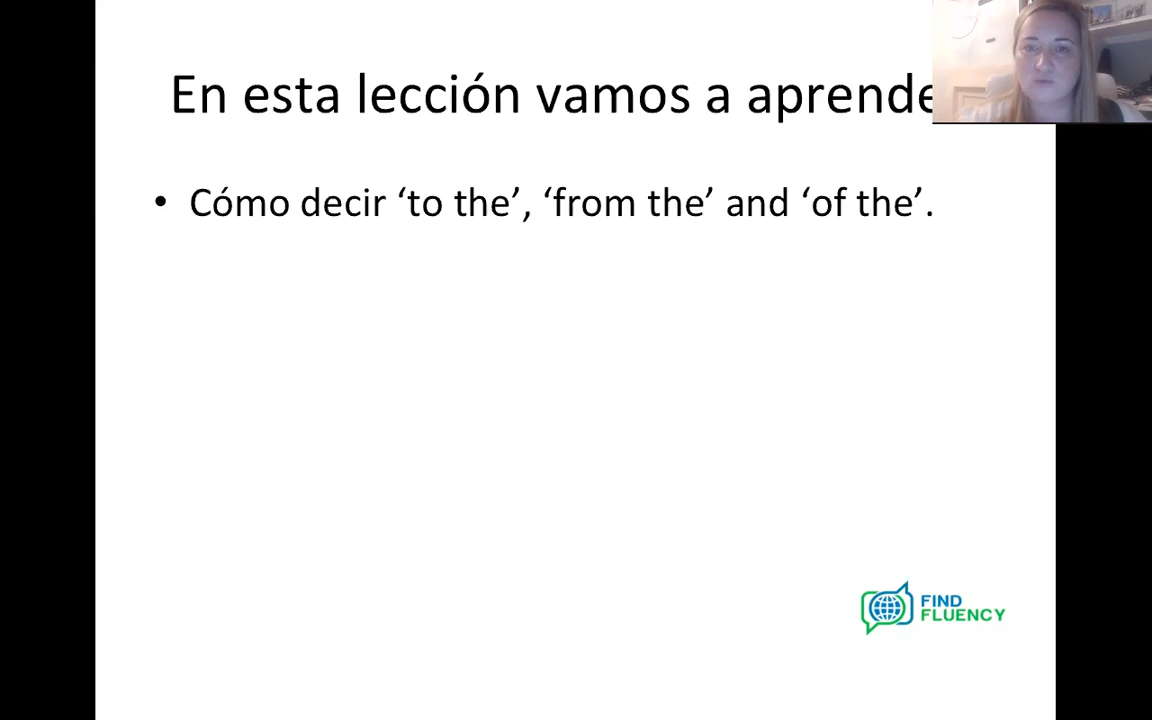 En esta lección vamos a aprende
• Cómo decir ‘to the’, ‘from the’ and ‘of the’.
FIND
FLUENCY